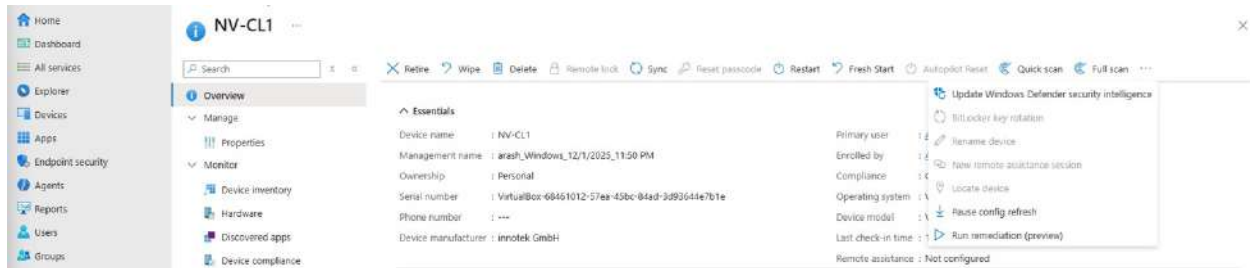 Home
Dashboard
All services
Explorer
Devices
Apps
Endpoint security
Agents
Reports
Users
Groups
NV-CL1 ...
Search
Overview
Manage
Properties
Monitor
Device inventory
Hardware
Discovered apps
Device compliance
Retire Wipe Delete Remote lock Sync Reset passcode Restart Fresh Start Autopilot Reset Quick scan Full scan ...
Essentials
Device name : NV-CL1
Management name : arash_Windows_12/1/2025_11:50 PM
Ownership : Personal
Serial number : VirtualBox-68461012-57ea-45bc-84ad-3d93644e7b1e
Phone number : ---
Device manufacturer : innotek GmbH
Primary user :
Enrolled by :
Compliance :
Operating system :
Device model :
Last check-in time :
Remote assistance : Not configured
Update Windows Defender security intelligence
BitLocker key rotation
Rename device
New remote assistance session
Locate device
Pause config refresh
Run remediation (preview)